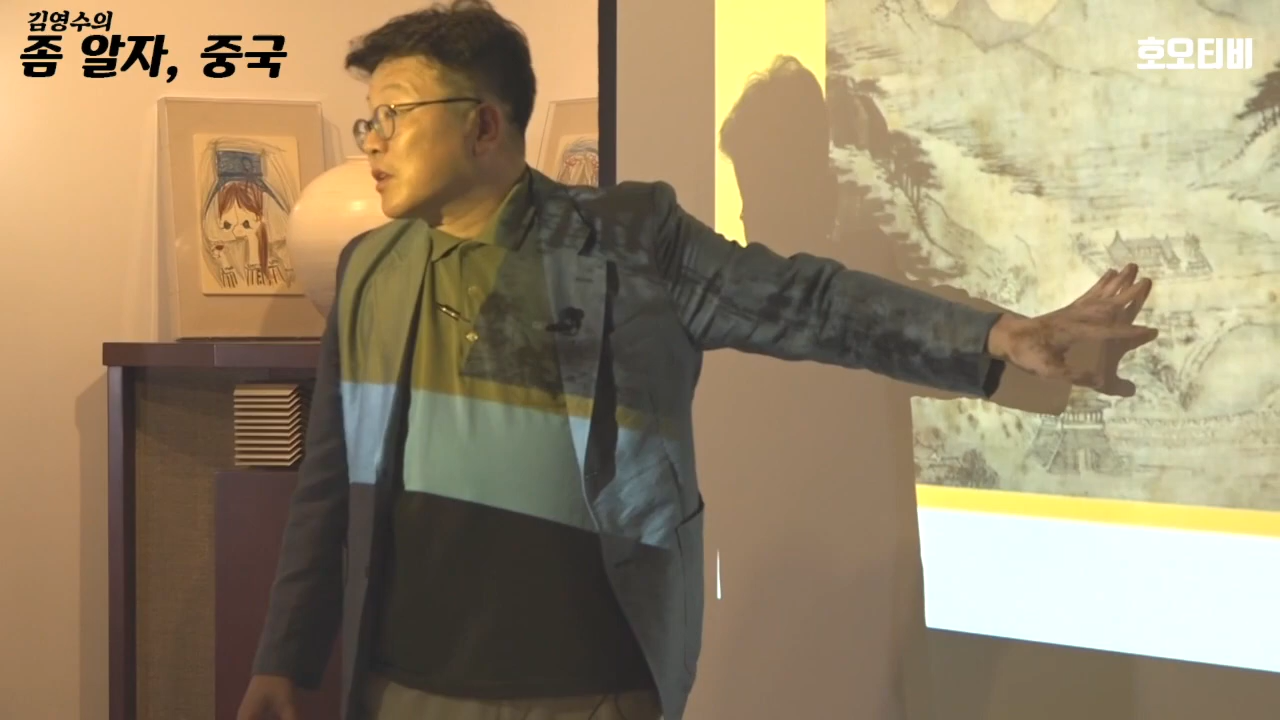 김영수의
좀 알자, 중국
호오티비